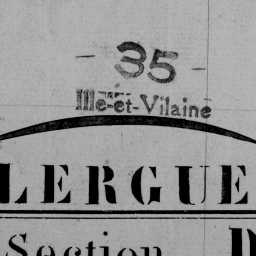 - 35 -
Ille-et-Vilaine
LERGUE
Section D